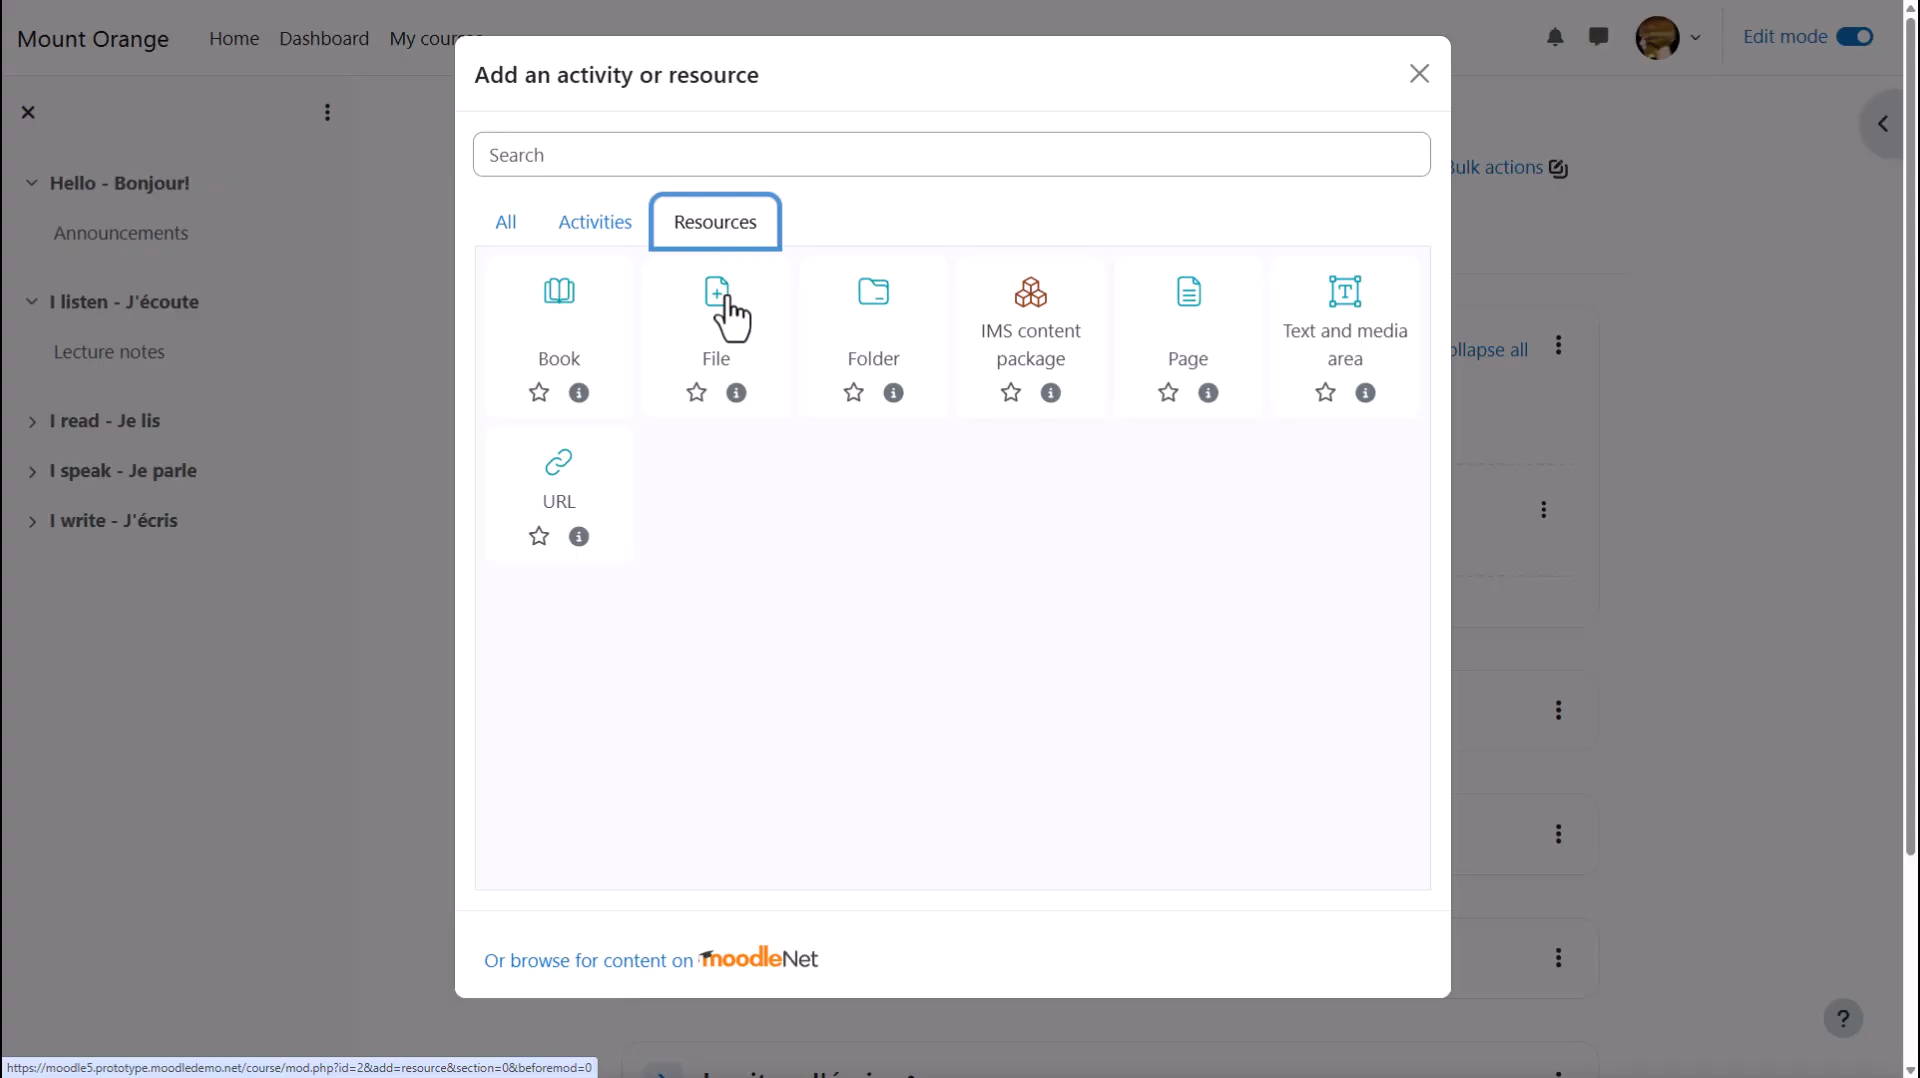 Mount Orange
Home Dashboard My cour
Edit mode
Add an activity or resource
Search
All Activities Resources
Hello - Bonjour!
Announcements
I listen - J'écoute
Lecture notes
I read - Je lis
I speak - Je parle
I write - J'écris
Bulk actions
ollapse all
Book
File
Folder
IMS content
package
Page
Text and media
area
URL
Or browse for content on moodleNet
?
https://moodle5.prototype.moodledemo.net/course/mod.php?id=2&add=resource&section=0&beforemod=0